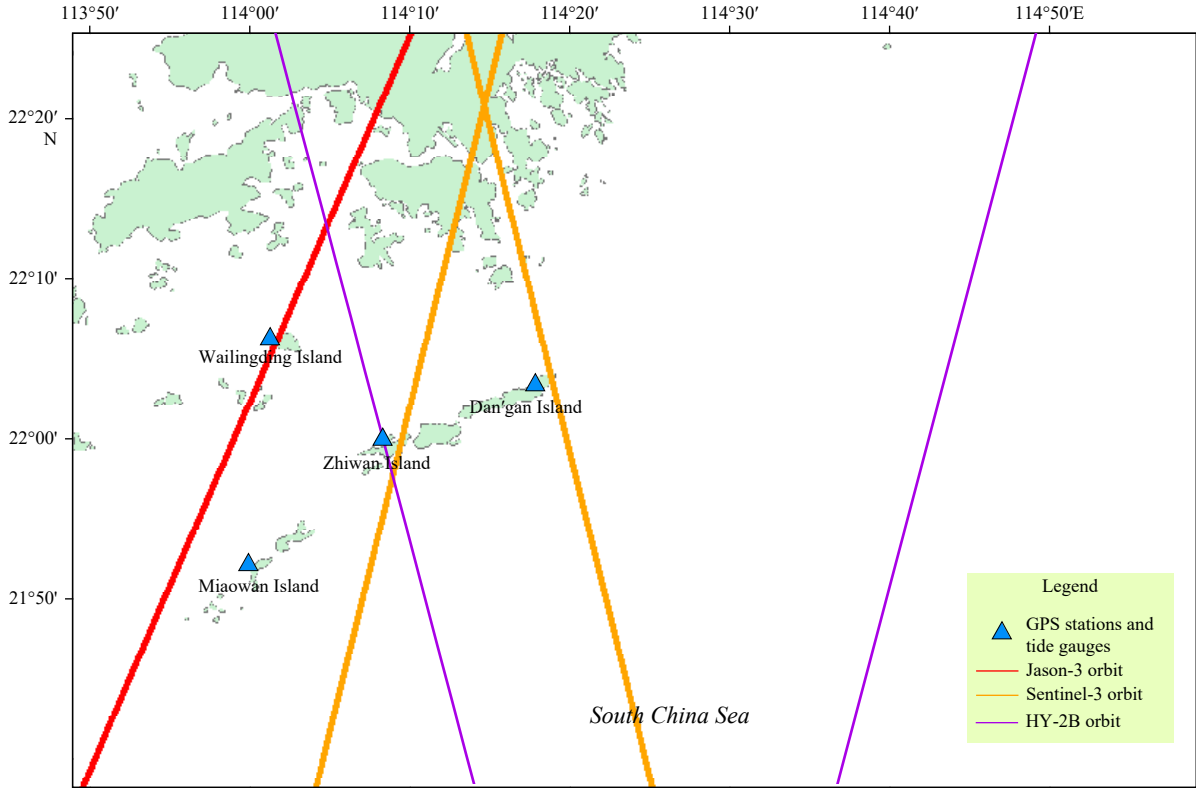 113°50′ 114°00′ 114°10′ 114°20′ 114°30′ 114°40′ 114°50′E
22°20′
N
22°10′
Wailingding Island
Dan'gan Island
22°00′
Zhiwan Island
Miaowan Island
21°50′
Legend
GPS stations and
tide gauges
Jason-3 orbit
Sentinel-3 orbit
HY-2B orbit
South China Sea